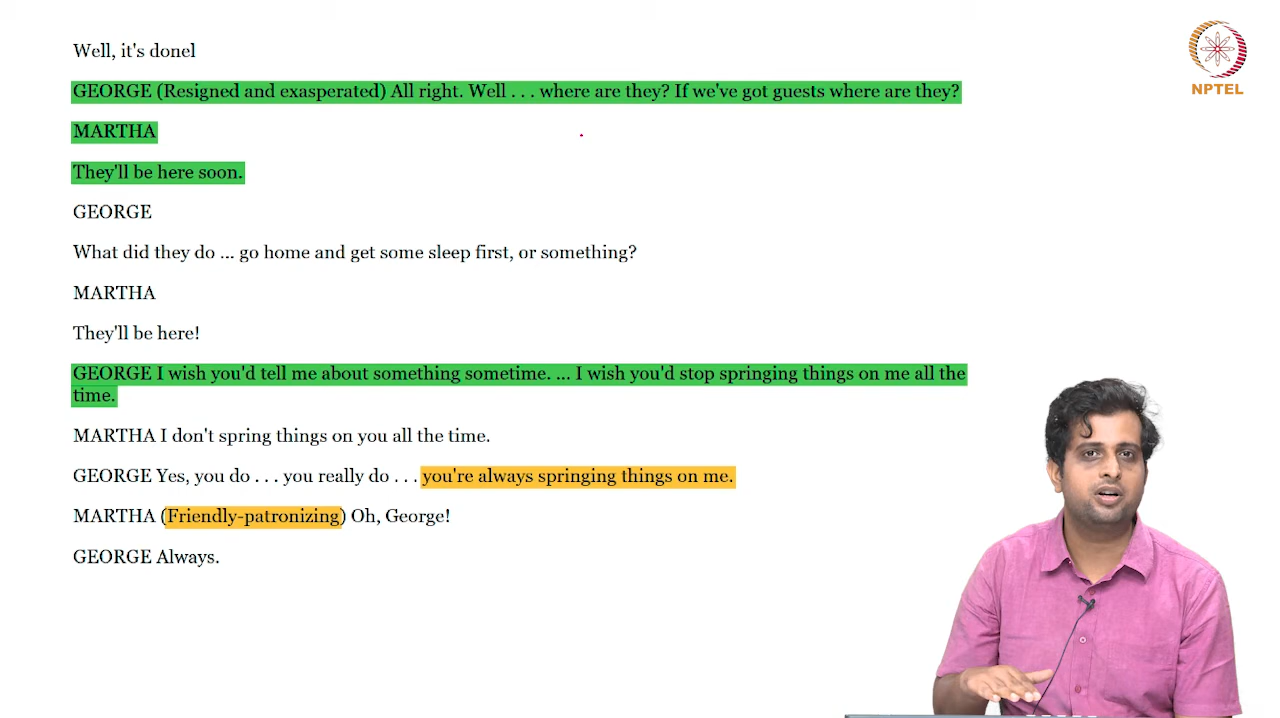 Well, it's donel
GEORGE (Resigned and exasperated) All right. Well . . . where are they? If we've got guests where are they?
MARTHA
They'll be here soon.
GEORGE
What did they do ... go home and get some sleep first, or something?
MARTHA
They'll be here!
GEORGE I wish you'd tell me about something sometime. ... I wish you'd stop springing things on me all the
time.
MARTHA I don't spring things on you all the time.
GEORGE Yes, you do . . . you really do . . . you're always springing things on me.
MARTHA (Friendly-patronizing) Oh, George!
GEORGE Always.
NPTEL